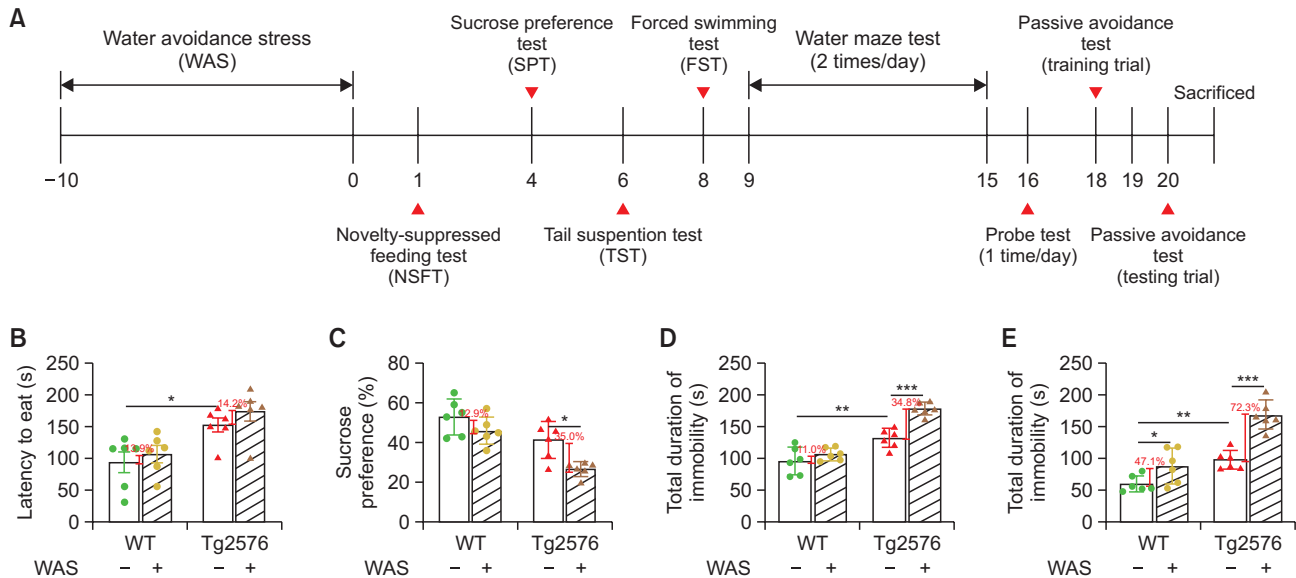 A
Water avoidance stress
(WAS)
Sucrose preference
test
(SPT)
Forced swimming
test
(FST)
Water maze test
(2 times/day)
Passive avoidance
test
(training trial)
Sacrificed
−10 0 1 4 6 8 9 15 16 18 19 20
Novelty-suppressed
feeding test
(NSFT)
Tail suspention test
(TST)
Probe test
(1 time/day)
Passive avoidance
test
(testing trial)
B
Latency to eat (s)
250
200
150
100
50
0
*
13.9%
14.2%
WT Tg2576
WAS − + − +
C
Sucrose
preference (%)
80
60
40
20
0
*
12.9%
35.0%
WT Tg2576
WAS − + − +
D
Total duration of
immobility (s)
250
200
150
100
50
0
**
***
11.0%
34.8%
WT Tg2576
WAS − + − +
E
Total duration of
immobility (s)
250
200
150
100
50
0
*
**
***
47.1%
72.3%
WT Tg2576
WAS − + − +